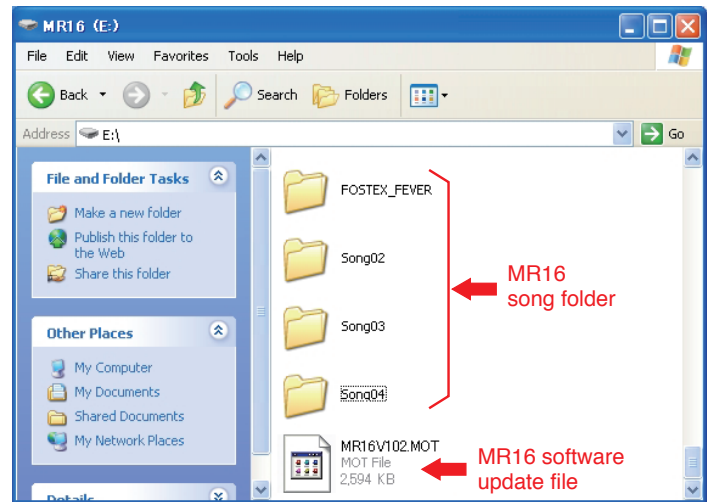 MR16 (E:)
File Edit View Favorites Tools Help
Back Search Folders
Address E:\ Go
File and Folder Tasks
Make a new folder
Publish this folder to
the Web
Share this folder
Other Places
My Computer
My Documents
Shared Documents
My Network Places
Details
FOSTEX_FEVER
Song02
Song03
Song04
MR16V102.MOT
MOT File
2,594 KB
MR16
song folder
MR16 software
update file